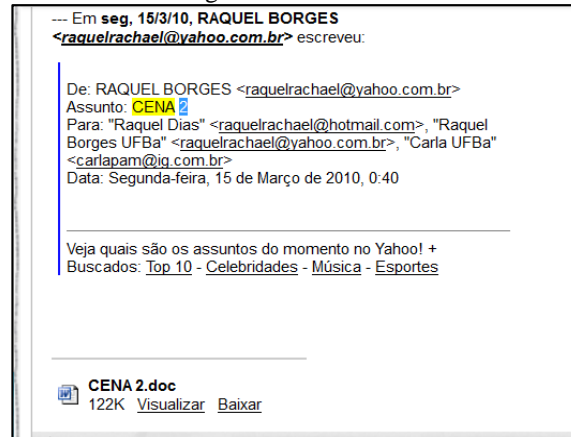 --- Em seg, 15/3/10, RAQUEL BORGES
<raquelrachael@yahoo.com.br> escreveu:
De: RAQUEL BORGES <raquelrachael@yahoo.com.br>
Assunto: CENA 2
Para: "Raquel Dias" <raquelrachael@hotmail.com>, "Raquel
Borges UFBa" <raquelrachael@yahoo.com.br>, "Carla UFBa"
<carlapam@ig.com.br>
Data: Segunda-feira, 15 de Março de 2010, 0:40
Veja quais são os assuntos do momento no Yahoo! +
Buscados: Top 10 - Celebridades - Música - Esportes
CENA 2.doc
122K Visualizar Baixar